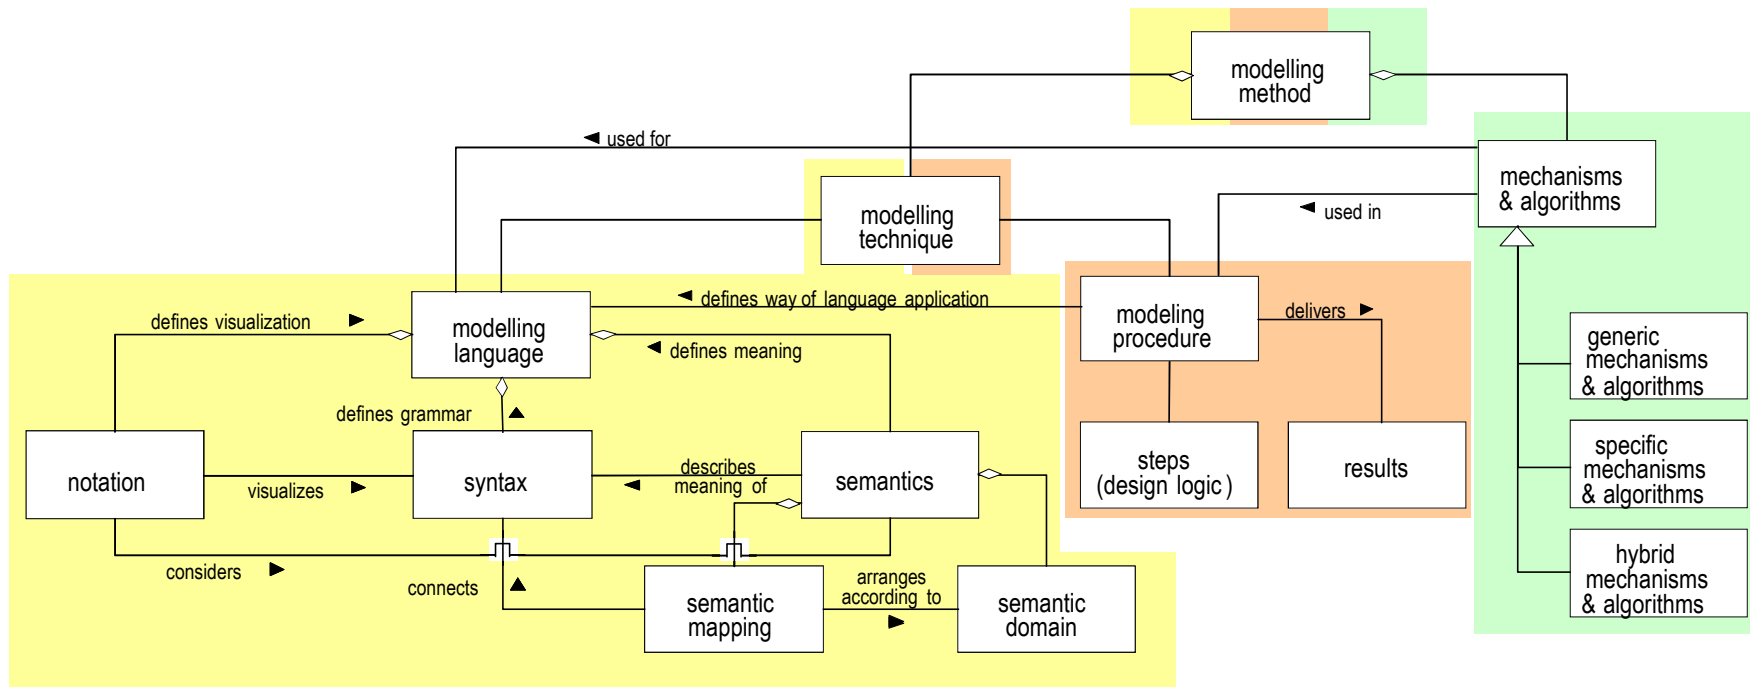 modelling
method
used for
mechanisms
& algorithms
modelling
technique
used in
defines way of language application
modelling
language
modeling
procedure
delivers
defines visualization
defines meaning
generic
mechanisms
& algorithms
defines grammar
notation
visualizes
syntax
describes
meaning of
semantics
steps
(design logic)
results
specific
mechanisms
& algorithms
considers
connects
semantic
mapping
arranges
according to
semantic
domain
hybrid
mechanisms
& algorithms